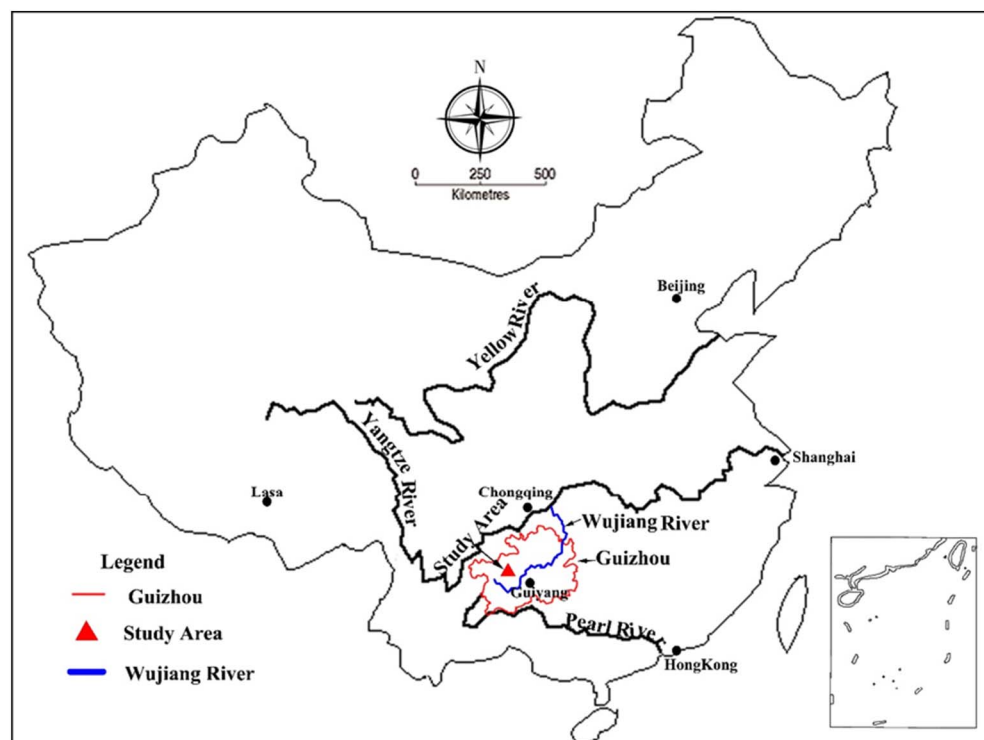 N
0 250 500
Kilometres
Beijing
Yellow River
Yangtze River
Shanghai
Lasa
Chongqing
Study Area
Wujiang River
Guizhou
Guiyang
Pearl River
HongKong
Legend
Guizhou
Study Area
Wujiang River